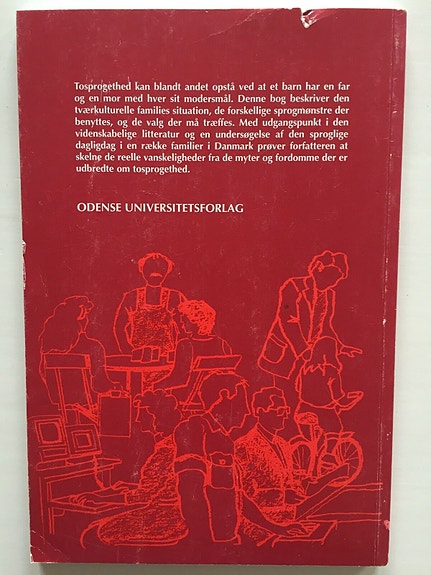 Tosprogethed kan blandt andet opstå ved at et barn har en far
og en mor med hver sit modersmål. Denne bog beskriver den
tværkulturelle families situation, de forskellige sprogmønstre der
benyttes, og de valg der må træffes. Med udgangspunkt i den
videnskabelige litteratur og en undersøgelse af den sproglige
dagligdag i en række familier i Danmark prøver forfatteren at
skelne de reelle vanskeligheder fra de myter og fordomme der er
udbredte om tosprogethed.
ODENSE UNIVERSITETSFORLAG